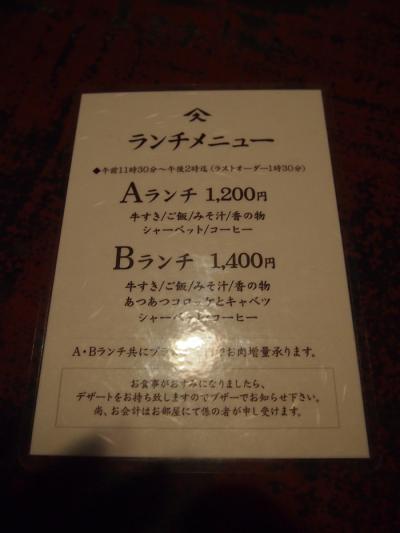 ランチメニュー
◆午前11時30分〜午後2時迄(ラストオーダー1時30分)
Aランチ 1,200円
牛すき/ご飯/みそ汁/香の物
シャーベット/コーヒー
Bランチ 1,400円
牛すき/ご飯/みそ汁/香の物
あつあつコロッケとキャベツ
シャーベット/コーヒー
A・Bランチ共にプラス お肉増量承ります。
お食事がおすみになりましたら、
デザートをお持ち致しますのでブザーでお知らせ下さい。
尚、お会計はお部屋にて係の者が申し受けます。